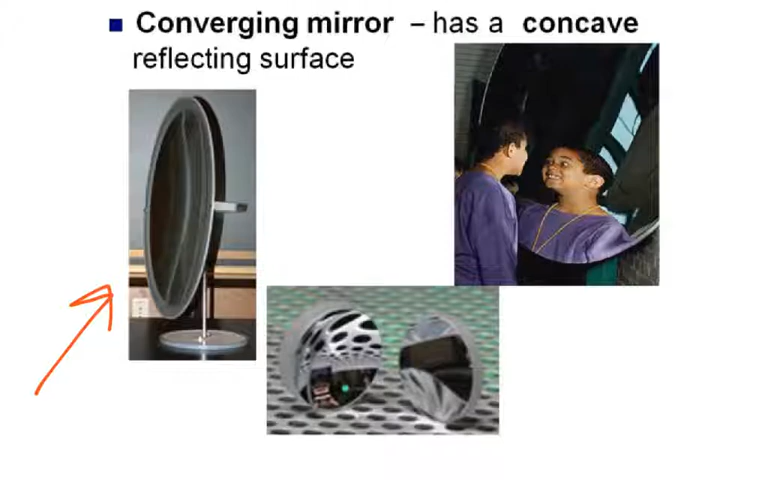 Converging mirror – has a concave
reflecting surface